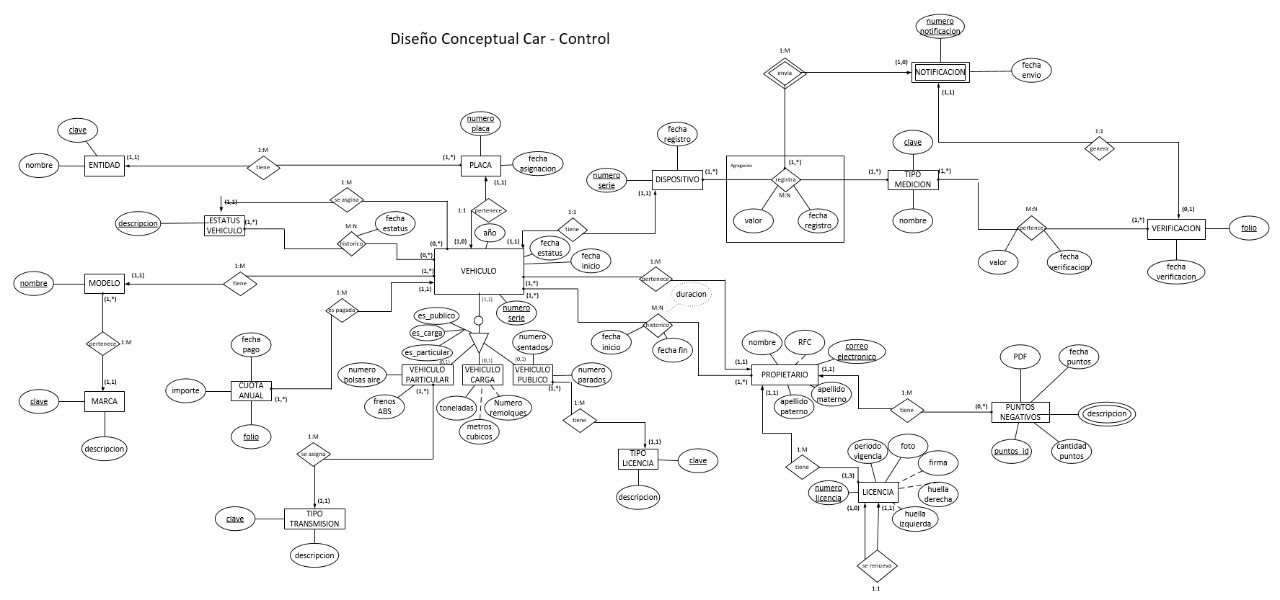 Diseño Conceptual Car - Control
numero
notificacion
1:M
envia
(1,0)
NOTIFICACION
fecha
envio
(1,1)
1:1
genera
clave
nombre
ENTIDAD
(1,1)
1:M
tiene
(1,*)
numero
placa
PLACA
fecha
asignacion
(1,1)
1:1
pertenece
(1,0)
año
fecha
registro
numero
serie
DISPOSITIVO
(1,1)
(1,*)
Agregacion
(1,*)
registra
M:N
valor
fecha
registro
(1,*)
clave
TIPO
MEDICION
(1,*)
nombre
M:N
pertenece
valor
fecha
verificacion
(1,*)
(0,1)
VERIFICACION
folio
fecha
verificacion
1:M
se asigna
(1,1)
descripcion
ESTATUS
VEHICULO
(1,*)
M:N
historico
fecha
estatus
(0,*)
(0,*)
1:1
tiene
(1,1)
fecha
estatus
fecha
inicio
VEHICULO
nombre
MODELO
(1,1)
1:M
tiene
(1,*)
(1,1)
(1,*)
pertenece
1:M
(1,1)
clave
MARCA
descripcion
1:M
es pagada
fecha
pago
importe
CUOTA
ANUAL
(1,*)
folio
(1,*)
(1,*)
numero
serie
(1,1)
1:M
pertenece
duracion
M:N
historico
fecha
inicio
fecha fin
es_publico
es_carga
es_particular
(0,1)
(0,1)
(0,1)
numero
bolsas aire
VEHICULO
PARTICULAR
(1,*)
frenos
ABS
VEHICULO
CARGA
toneladas
metros
cubicos
Numero
remolques
numero
sentados
VEHICULO
PUBLICO
(1,*)
numero
parados
1:M
tiene
(1,1)
TIPO
LICENCIA
clave
descripcion
1:M
se asigna
(1,1)
clave
TIPO
TRANSMISION
descripcion
nombre
RFC
correo
electronico
(1,1)
(1,*)
PROPIETARIO
(1,1)
(1,1)
apellido
paterno
apellido
materno
1:M
tiene
(0,*)
PDF
fecha
puntos
PUNTOS
NEGATIVOS
descripcion
puntos_id
cantidad
puntos
1:M
tiene
(1,3)
periodo
vigencia
foto
firma
numero
licencia
LICENCIA
huella
derecha
huella
izquierda
(1,0)
(1,1)
se renueva
1:1